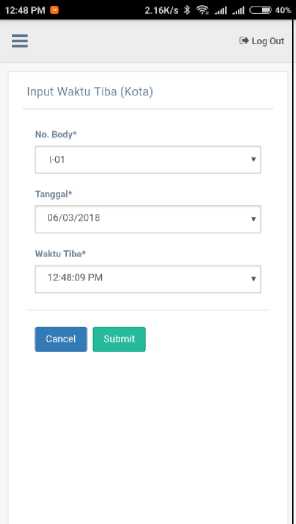 12:48 PM 2.16K/s 40%
Log Out
Input Waktu Tiba (Kota)
No. Body*
I-01
Tanggal*
06/03/2018
Waktu Tiba*
12:48:09 PM
Cancel Submit